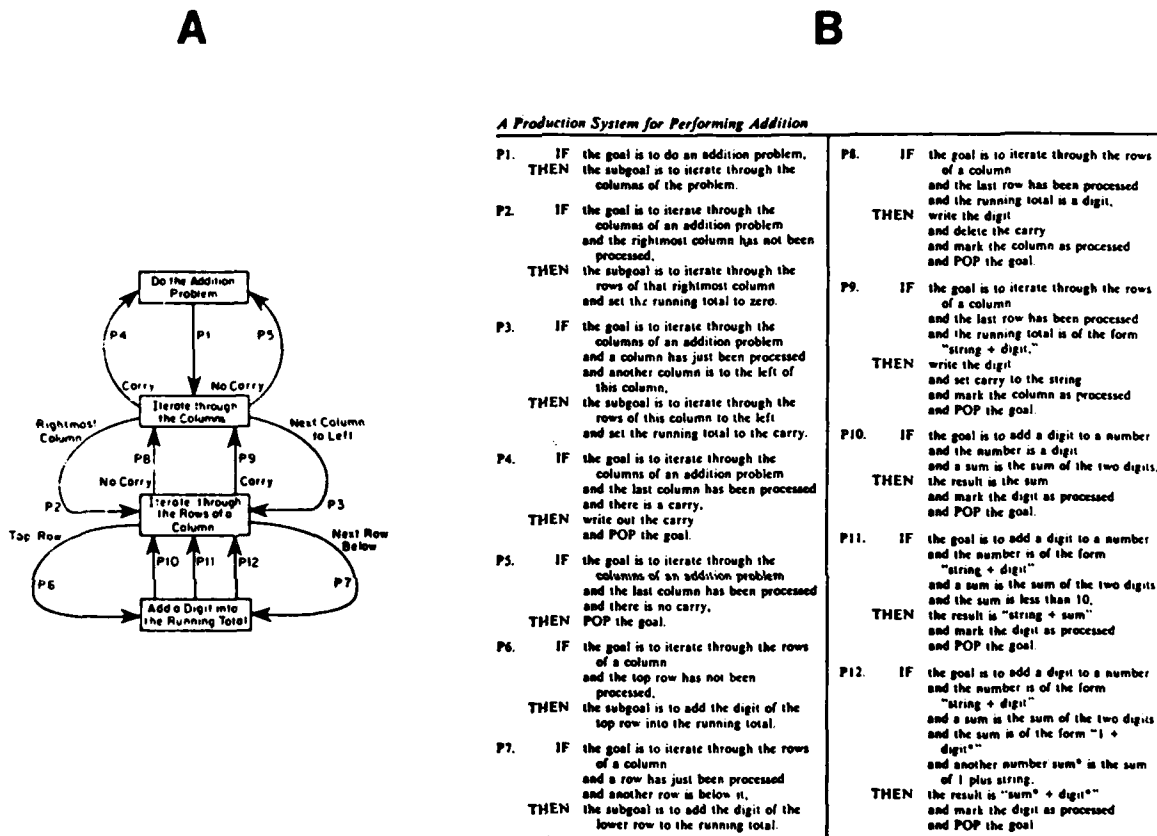 A
B
Do the Addition
Problem
P4
P1
P5
Carry
No Carry
Iterate through
the Columns
Rightmost
Column
Next Column
to Left
P8
P9
No Carry
Carry
P2
P3
Iterate through
the Rows of a
Column
Top Row
Next Row
Below
P10
P11
P12
P6
P7
Add a Digit into
the Running Total
A Production System for Performing Addition
P1. IF the goal is to do an addition problem,
THEN the subgoal is to iterate through the
columns of the problem.
P2. IF the goal is to iterate through the
columns of an addition problem
and the rightmost column has not been
processed,
THEN the subgoal is to iterate through the
rows of that rightmost column
and set the running total to zero.
P3. IF the goal is to iterate through the
columns of an addition problem
and a column has just been processed
and another column is to the left of
this column,
THEN the subgoal is to iterate through the
rows of this column to the left
and set the running total to the carry.
P4. IF the goal is to iterate through the
columns of an addition problem
and the last column has been processed
and there is a carry,
THEN write out the carry
and POP the goal.
P5. IF the goal is to iterate through the
columns of an addition problem
and the last column has been processed
and there is no carry,
THEN POP the goal.
P6. IF the goal is to iterate through the rows
of a column
and the top row has not been
processed,
THEN the subgoal is to add the digit of the
top row into the running total.
P7. IF the goal is to iterate through the rows
of a column
and a row has just been processed
and another row is below it,
THEN the subgoal is to add the digit of the
lower row to the running total.
P8. IF the goal is to iterate through the rows
of a column
and the last row has been processed
and the running total is a digit,
THEN write the digit
and delete the carry
and mark the column as processed
and POP the goal.
P9. IF the goal is to iterate through the rows
of a column
and the last row has been processed
and the running total is of the form
"string + digit,"
THEN write the digit
and set carry to the string
and mark the column as processed
and POP the goal.
P10. IF the goal is to add a digit to a number
and the number is a digit
and a sum is the sum of the two digits,
THEN the result is the sum
and mark the digit as processed
and POP the goal.
P11. IF the goal is to add a digit to a number
and the number is of the form
"string + digit"
and a sum is the sum of the two digits
and the sum is less than 10,
THEN the result is "string + sum"
and mark the digit as processed
and POP the goal.
P12. IF the goal is to add a digit to a number
and the number is of the form
"string + digit"
and a sum is the sum of the two digits
and the sum is of the form "1 +
digit*"
and another number sum* is the sum
of 1 plus string,
THEN the result is "sum* + digit*"
and mark the digit as processed
and POP the goal